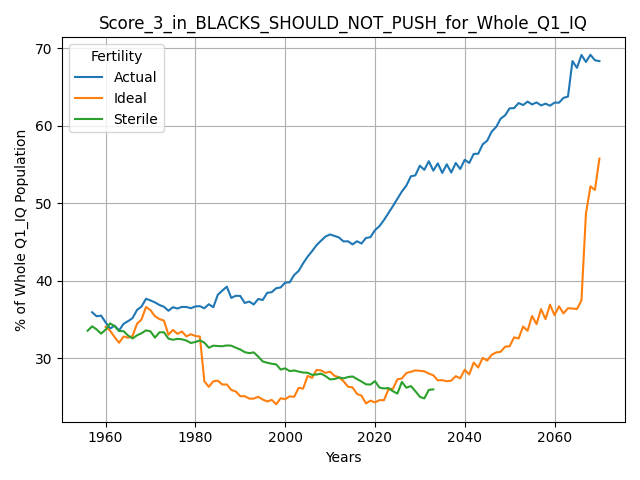 Score_3_in_BLACKS_SHOULD_NOT_PUSH_for_Whole_Q1_IQ
Fertility
Actual
Ideal
Sterile
% of Whole Q1_IQ Population
70
60
50
40
30
1960
1980
2000
2020
2040
2060
Years